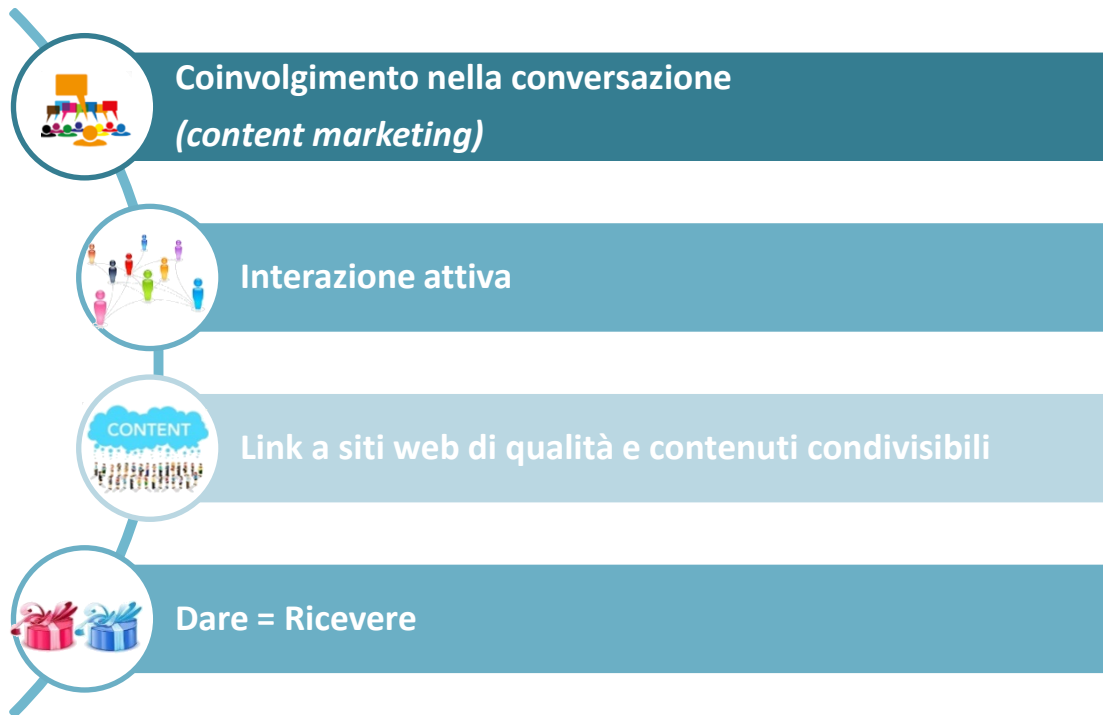 Coinvolgimento nella conversazione
(content marketing)
Interazione attiva
CONTENT
Link a siti web di qualità e contenuti condivisibili
Dare = Ricevere